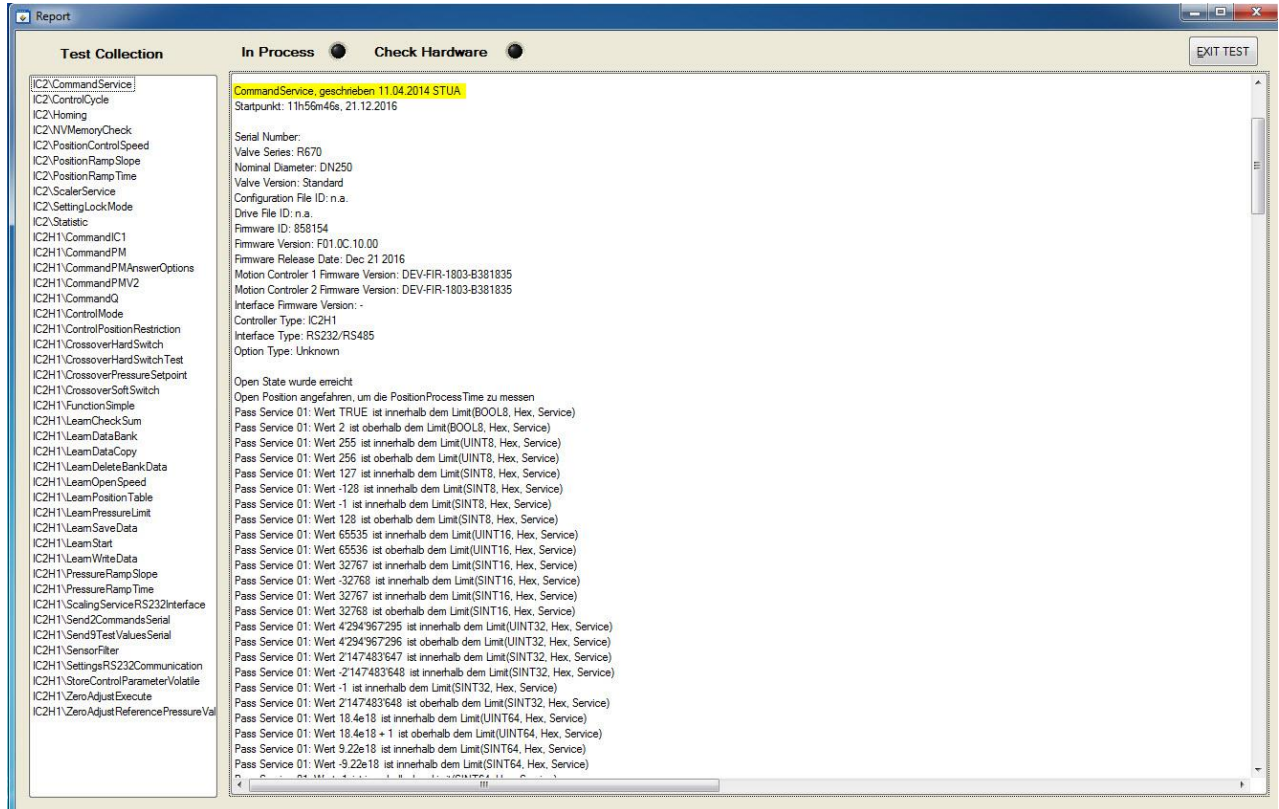 Report
Test Collection
In Process
Check Hardware
EXIT TEST
IC2\CommandService
IC2\ControlCycle
IC2\Homing
IC2\NVMemoryCheck
IC2\PositionControlSpeed
IC2\PositionRampSlope
IC2\PositionRampTime
IC2\ScalerService
IC2\SettingLockMode
IC2\Statistic
IC2H1\CommandIC1
IC2H1\CommandPM
IC2H1\CommandPMAnswerOptions
IC2H1\CommandPMV2
IC2H1\CommandQ
IC2H1\ControlMode
IC2H1\ControlPositionRestriction
IC2H1\CrossoverHardSwitch
IC2H1\CrossoverHardSwitchTest
IC2H1\CrossoverPressureSetpoint
IC2H1\CrossoverSoftSwitch
IC2H1\FunctionSimple
IC2H1\LearnCheckSum
IC2H1\LearnDataBank
IC2H1\LearnDataCopy
IC2H1\LearnDeleteBankData
IC2H1\LearnOpenSpeed
IC2H1\LearnPositionTable
IC2H1\LearnPressureLimit
IC2H1\LearnSaveData
IC2H1\LearnStart
IC2H1\LearnWriteData
IC2H1\PressureRampSlope
IC2H1\PressureRampTime
IC2H1\ScalingServiceRS232Interface
IC2H1\Send2CommandsSerial
IC2H1\Send9TestValuesSerial
IC2H1\SensorFilter
IC2H1\SettingsRS232Communication
IC2H1\StoreControlParameterVolatile
IC2H1\ZeroAdjustExecute
IC2H1\ZeroAdjustReferencePressureVal
CommandService, geschrieben 11.04.2014 STUA
Startpunkt: 11h56m46s, 21.12.2016
Serial Number:
Valve Series: R670
Nominal Diameter: DN250
Valve Version: Standard
Configuration File ID: n.a.
Drive File ID: n.a.
Firmware ID: 858154
Firmware Version: F01.0C.10.00
Firmware Release Date: Dec 21 2016
Motion Controler 1 Firmware Version: DEV-FIR-1803-B381835
Motion Controler 2 Firmware Version: DEV-FIR-1803-B381835
Interface Firmware Version: -
Controller Type: IC2H1
Interface Type: RS232/RS485
Option Type: Unknown
Open State wurde erreicht
Open Position angefahren, um die PositionProcessTime zu messen
Pass Service 01: Wert TRUE ist innerhalb dem Limit(BOOL8, Hex, Service)
Pass Service 01: Wert 2 ist oberhalb dem Limit(BOOL8, Hex, Service)
Pass Service 01: Wert 255 ist innerhalb dem Limit(UINT8, Hex, Service)
Pass Service 01: Wert 256 ist oberhalb dem Limit(UINT8, Hex, Service)
Pass Service 01: Wert 127 ist innerhalb dem Limit(SINT8, Hex, Service)
Pass Service 01: Wert -128 ist innerhalb dem Limit(SINT8, Hex, Service)
Pass Service 01: Wert -1 ist innerhalb dem Limit(SINT8, Hex, Service)
Pass Service 01: Wert 128 ist oberhalb dem Limit(SINT8, Hex, Service)
Pass Service 01: Wert 65535 ist innerhalb dem Limit(UINT16, Hex, Service)
Pass Service 01: Wert 65536 ist oberhalb dem Limit(UINT16, Hex, Service)
Pass Service 01: Wert 32767 ist innerhalb dem Limit(SINT16, Hex, Service)
Pass Service 01: Wert -32768 ist innerhalb dem Limit(SINT16, Hex, Service)
Pass Service 01: Wert 32767 ist innerhalb dem Limit(SINT16, Hex, Service)
Pass Service 01: Wert 32768 ist oberhalb dem Limit(SINT16, Hex, Service)
Pass Service 01: Wert 4'294'967'295 ist innerhalb dem Limit(UINT32, Hex, Service)
Pass Service 01: Wert 4'294'967'296 ist oberhalb dem Limit(UINT32, Hex, Service)
Pass Service 01: Wert 2'147'483'647 ist innerhalb dem Limit(SINT32, Hex, Service)
Pass Service 01: Wert -2'147'483'648 ist innerhalb dem Limit(SINT32, Hex, Service)
Pass Service 01: Wert -1 ist innerhalb dem Limit(SINT32, Hex, Service)
Pass Service 01: Wert 2'147'483'648 ist oberhalb dem Limit(SINT32, Hex, Service)
Pass Service 01: Wert 18.4e18 ist innerhalb dem Limit(UINT64, Hex, Service)
Pass Service 01: Wert 18.4e18 + 1 ist oberhalb dem Limit(UINT64, Hex, Service)
Pass Service 01: Wert 9.22e18 ist innerhalb dem Limit(SINT64, Hex, Service)
Pass Service 01: Wert -9.22e18 ist innerhalb dem Limit(SINT64, Hex, Service)